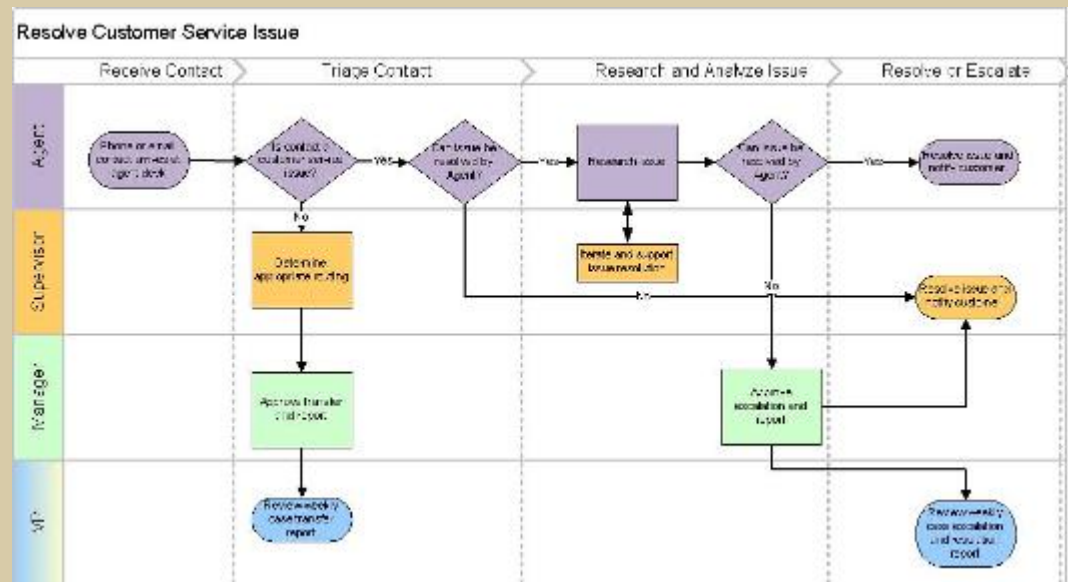 Resolve Customer Service Issue
Receive Contact
Triage Contact
Research and Analyze Issue
Resolve or Escalate
Agent
Phone or email
contact
agent desk
Is contact a
customer service
issue?
Yes
Can issue be
resolved by
Agent?
Yes
Research issue
Can issue be
resolved by
Agent?
Yes
Resolve issue and
notify customer
No
Supervisor
Determine
appropriate routing
Iterate and support
issue resolution
No
No
Resolve issue and
notify customer
Manager
Approve transfer
and report
escalation and
report
VP
Review weekly
case transfer
report
Review weekly
case escalation
and resolution
report